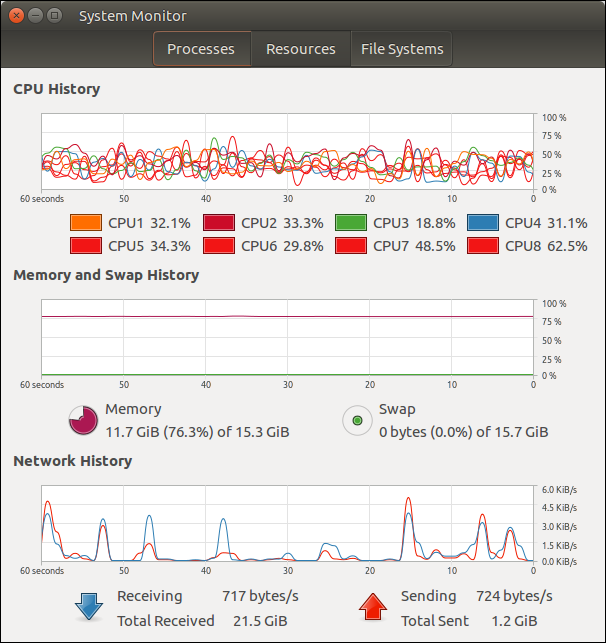 System Monitor
Processes Resources File Systems
CPU History
100 %
75 %
50 %
25 %
0 %
60 seconds 50 40 30 20 10 0
CPU1 32.1% CPU2 33.3% CPU3 18.8% CPU4 31.1%
CPU5 34.3% CPU6 29.8% CPU7 48.5% CPU8 62.5%
Memory and Swap History
100 %
75 %
50 %
25 %
0 %
60 seconds 50 40 30 20 10 0
Memory Swap
11.7 GiB (76.3%) of 15.3 GiB 0 bytes (0.0%) of 15.7 GiB
Network History
6.0 KiB/s
4.5 KiB/s
3.0 KiB/s
1.5 KiB/s
0.0 KiB/s
60 seconds 50 40 30 20 10 0
Receiving 717 bytes/s Sending 724 bytes/s
Total Received 21.5 GiB Total Sent 1.2 GiB